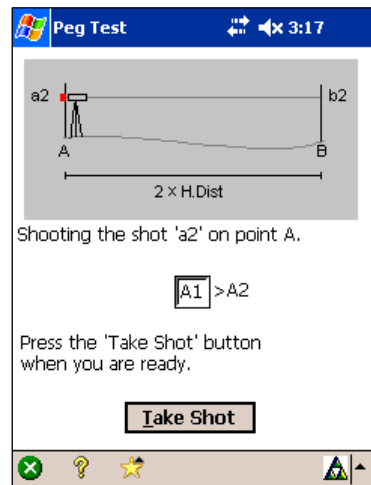 Peg Test 3:17
a2 b2
A B
2 × H.Dist
Shooting the shot 'a2' on point A.
A1 >A2
Press the 'Take Shot' button
when you are ready.
Take Shot